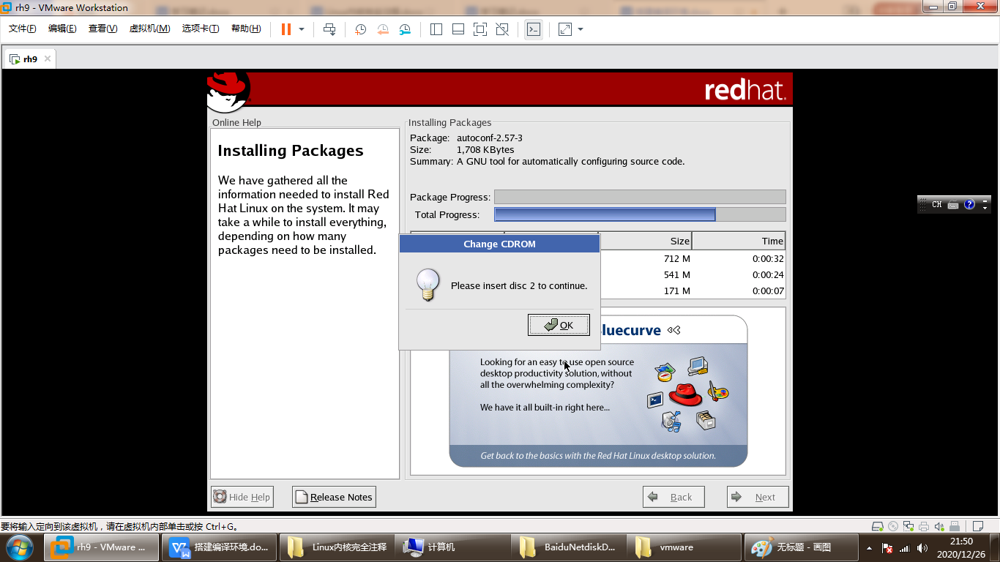 rh9 - VMware Workstation
文件(F) 编辑(E) 查看(V) 虚拟机(M) 选项卡(T) 帮助(H)
rh9
redhat.
Online Help
Installing Packages
We have gathered all the
information needed to install Red
Hat Linux on the system. It may
take a while to install everything,
depending on how many
packages need to be installed.
Installing Packages
Package: autoconf-2.57-3
Size: 1,708 KBytes
Summary: A GNU tool for automatically configuring source code.
Package Progress:
Total Progress:
Size Time
712 M 0:00:32
541 M 0:00:24
171 M 0:00:07
Change CDROM
Please insert disc 2 to continue.
OK
luecurve
Looking for an easy to use open source
desktop productivity solution, without
all the overwhelming complexity?
We have it all built-in right here...
Get back to the basics with the Red Hat Linux desktop solution.
Hide Help
Release Notes
Back
Next
CH
要将输入定向到该虚拟机，请在虚拟机内部单击或按 Ctrl+G。
rh9 - VMware ...
搭建编译环境.do...
Linux内核完全注释
计算机
BaiduNetdiskD...
vmware
无标题 - 画图
21:50
2020/12/26